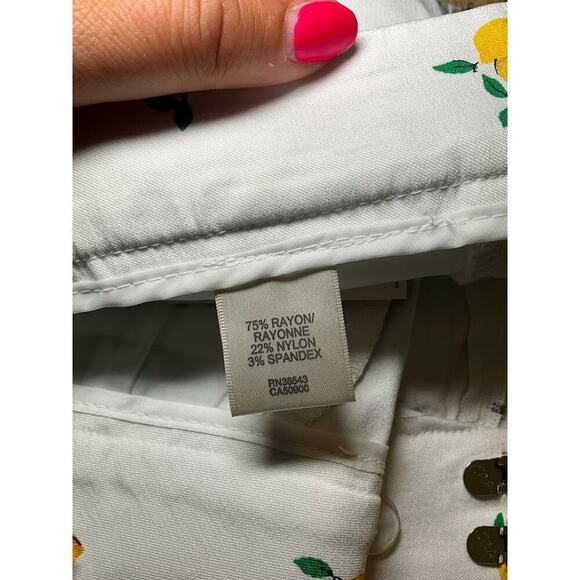 75% RAYON/
RAYONNE
22% NYLON
3% SPANDEX
RN36543
CA50900